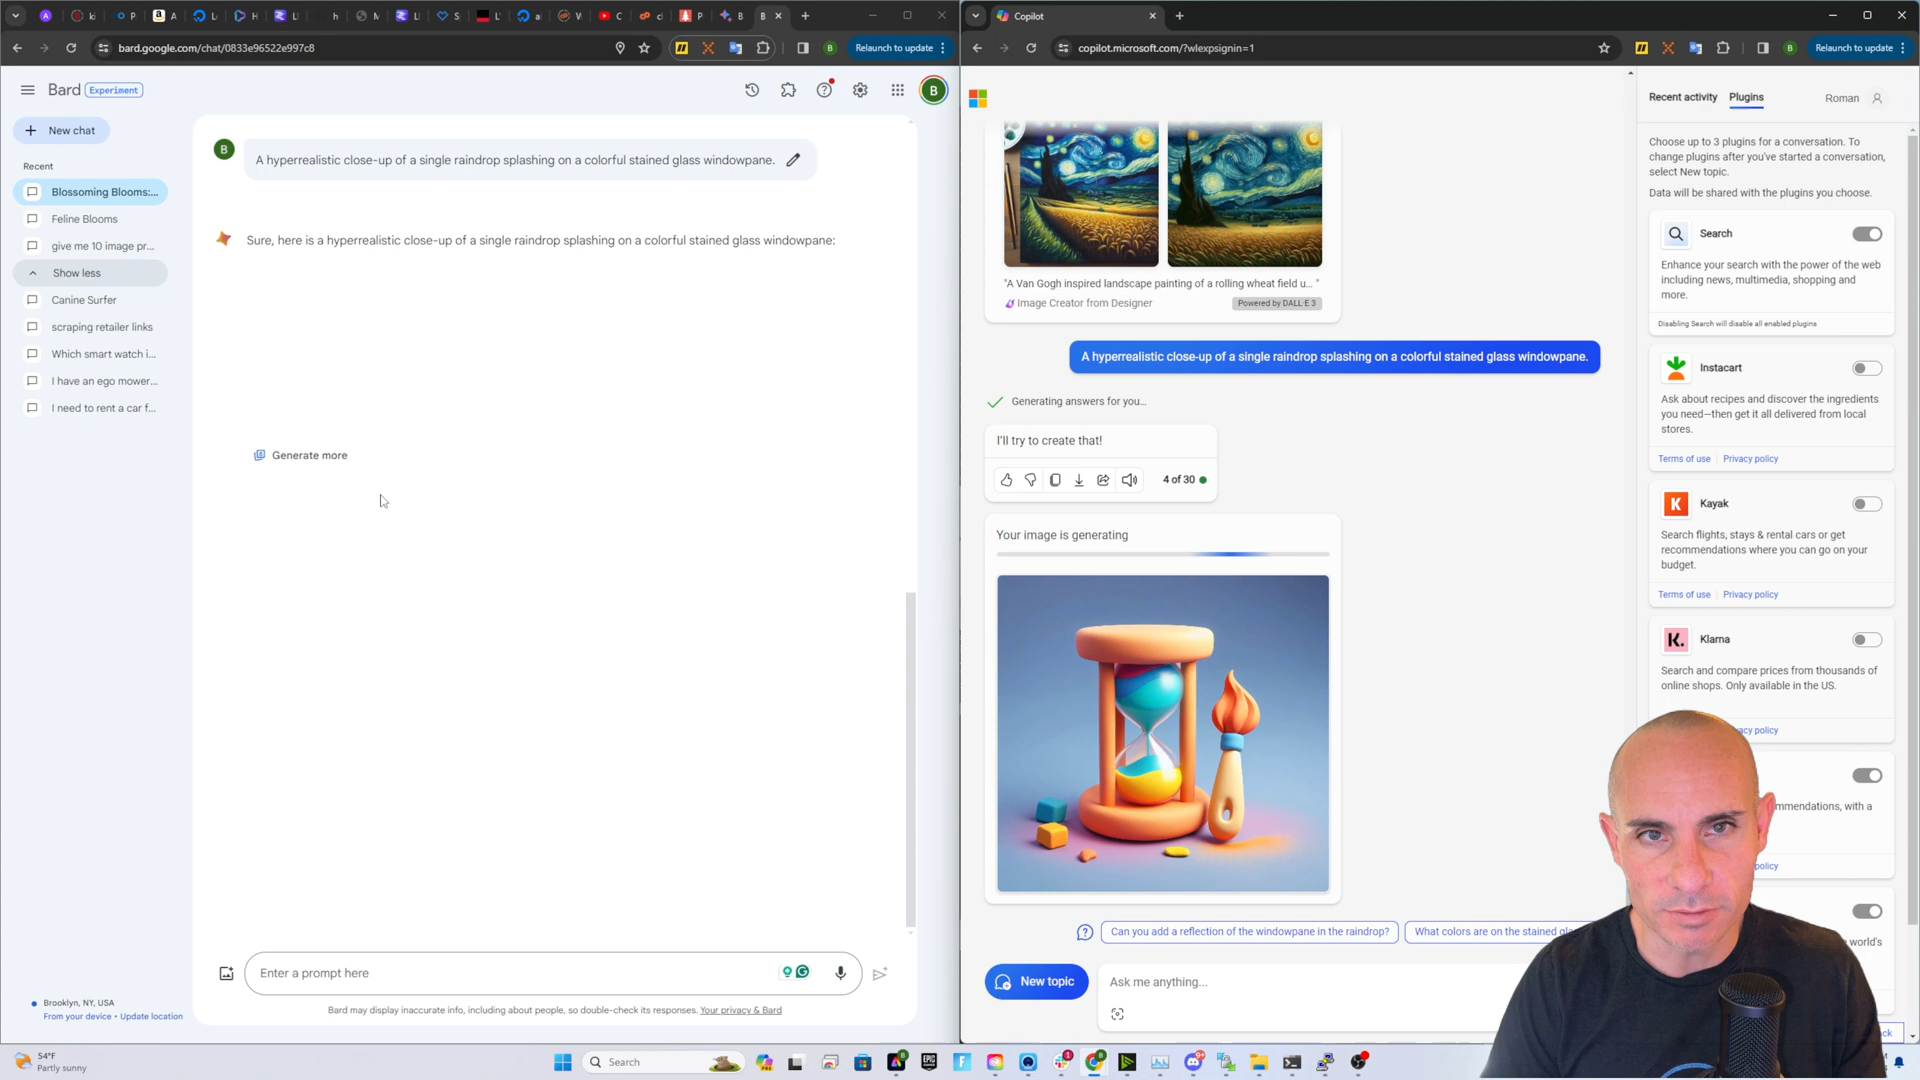 bard.google.com/chat/0833e96522e997c8
Relaunch to update
Bard
Experiment
New chat
Recent
Blossoming Blooms:...
Feline Blooms
give me 10 image pr...
Show less
Canine Surfer
scraping retailer links
Which smart watch i...
I have an ego mower...
I need to rent a car f...
Brooklyn, NY, USA
From your device • Update location
B
A hyperrealistic close-up of a single raindrop splashing on a colorful stained glass windowpane.
Sure, here is a hyperrealistic close-up of a single raindrop splashing on a colorful stained glass windowpane:
Generate more
Enter a prompt here
Bard may display inaccurate info, including about people, so double-check its responses. Your privacy & Bard
Copilot
copilot.microsoft.com/?wlexpsignin=1
Relaunch to update
"A Van Gogh inspired landscape painting of a rolling wheat field u... "
Image Creator from Designer
Powered by DALL·E 3
A hyperrealistic close-up of a single raindrop splashing on a colorful stained glass windowpane.
Generating answers for you...
I'll try to create that!
4 of 30
Your image is generating
Can you add a reflection of the windowpane in the raindrop?
What colors are on the stained gl
New topic
Ask me anything...
Recent activity
Plugins
Roman
Choose up to 3 plugins for a conversation. To
change plugins after you've started a conversation,
select New topic.
Data will be shared with the plugins you choose.
Search
Enhance your search with the power of the web
including news, multimedia, shopping and
more.
Disabling Search will disable all enabled plugins
Instacart
Ask about recipes and discover the ingredients
you need—then get it all delivered from local
stores.
Terms of use
Privacy policy
Kayak
Search flights, stays & rental cars or get
recommendations where you can go on your
budget.
Terms of use
Privacy policy
K.
Klarna
Search and compare prices from thousands of
online shops. Only available in the US.
policy
mmendations, with a
policy
e world's
54°F
Partly sunny
Search